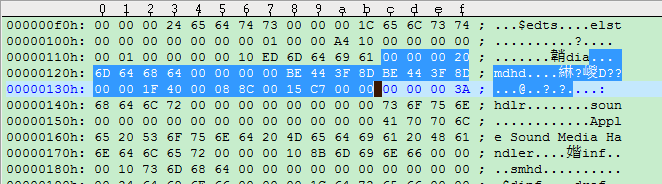 0 1 2 3 4 5 6 7 8 9 a b c d e f
000000f0h: 00 00 00 24 65 64 74 73 00 00 00 1C 65 6C 73 74 ; ...$edts....elst
00000100h: 00 00 00 00 00 00 00 01 00 00 A4 10 00 00 00 00 ; ..........?....
00000110h: 00 01 00 00 00 00 10 ED 6D 64 69 61 00 00 00 20 ; .......鞰dia...
00000120h: 6D 64 68 64 00 00 00 00 BE 44 3F 8D BE 44 3F 8D ; mdhd....綝?嶾D??
00000130h: 00 00 1F 40 00 08 8C 00 15 C7 00 00 00 00 00 3A ; ...@..?.?....:
00000140h: 68 64 6C 72 00 00 00 00 00 00 00 00 73 6F 75 6E ; hdlr........soun
00000150h: 00 00 00 00 00 00 00 00 00 00 00 00 41 70 70 6C ; ............Appl
00000160h: 65 20 53 6F 75 6E 64 20 4D 65 64 69 61 20 48 61 ; e Sound Media Ha
00000170h: 6E 64 6C 65 72 00 00 00 10 8B 6D 69 6E 66 00 00 ; ndler....媘inf..
00000180h: 00 10 73 6D 68 64 00 00 00 00 00 00 00 00 00 00 ; ..smhd..........